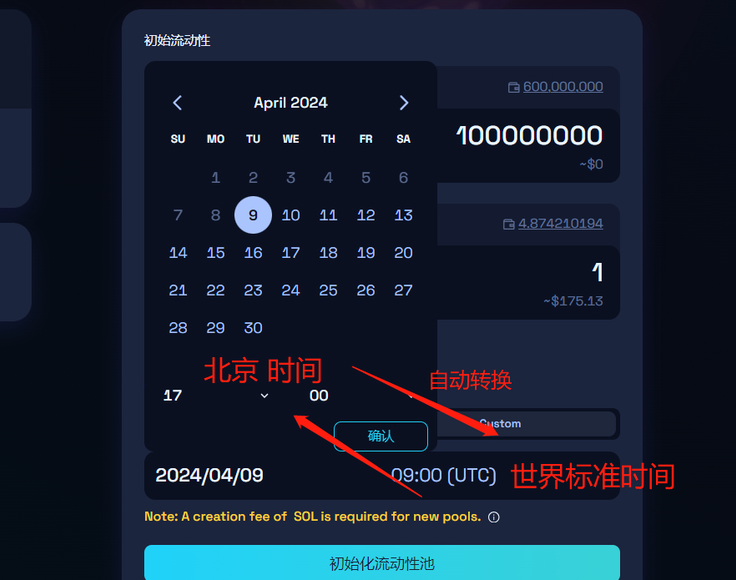 初始流动性
April 2024
SU MO TU WE TH FR SA
1 2 3 4 5 6
7 8 9 10 11 12 13
14 15 16 17 18 19 20
21 22 23 24 25 26 27
28 29 30
600,000,000
100000000
~$0
4.874210194
1
~$175.13
北京 时间
自动转换
17 00
Custom
确认
2024/04/09 09:00 (UTC) 世界标准时间
Note: A creation fee of SOL is required for new pools.
初始化流动性池